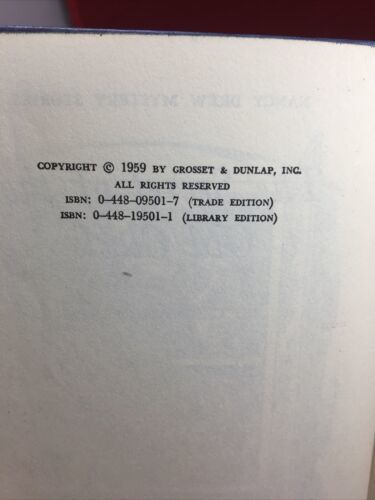 COPYRIGHT © 1959 BY GROSSET & DUNLAP, INC.
ALL RIGHTS RESERVED
ISBN: 0-448-09501-7 (TRADE EDITION)
ISBN: 0-448-19501-1 (LIBRARY EDITION)